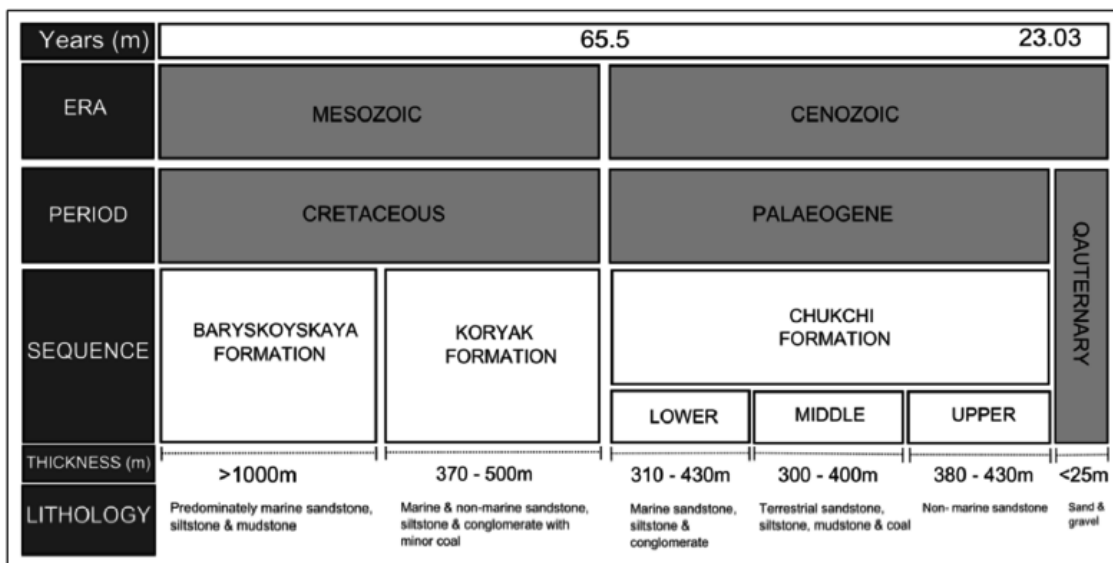 Years (m)
65.5
23.03
ERA
MESOZOIC
CENOZOIC
PERIOD
CRETACEOUS
PALAEOGENE
QAUTERNARY
SEQUENCE
BARYSKOYSKAYA
FORMATION
KORYAK
FORMATION
CHUKCHI
FORMATION
LOWER
MIDDLE
UPPER
THICKNESS (m)
>1000m
370 - 500m
310 - 430m
300 - 400m
380 - 430m
<25m
LITHOLOGY
Predominately marine sandstone,
siltstone & mudstone
Marine & non-marine sandstone,
siltstone & conglomerate with
minor coal
Marine sandstone,
siltstone &
conglomerate
Terrestrial sandstone,
siltstone, mudstone & coal
Non- marine sandstone
Sand &
gravel